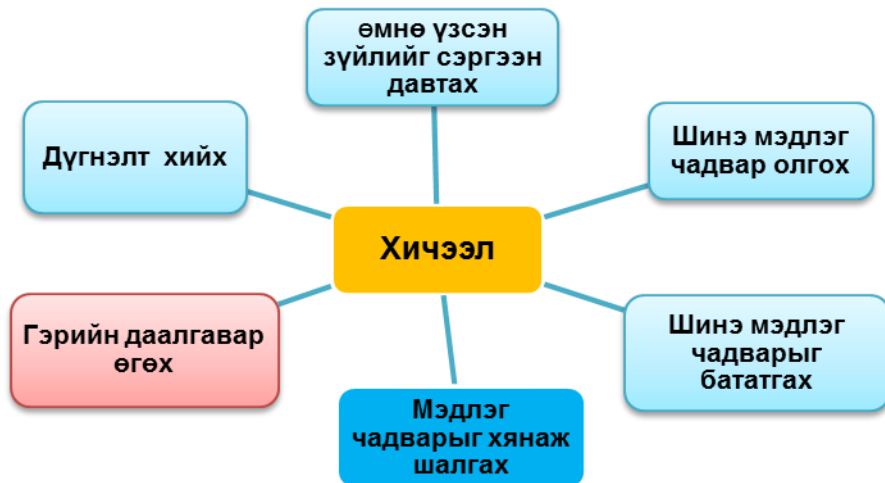 өмнө үзсэн
зүйлийг сэргээн
давтах
Дүгнэлт хийх
Шинэ мэдлэг
чадвар олгох
Хичээл
Гэрийн даалгавар
өгөх
Шинэ мэдлэг
чадварыг
бататгах
Мэдлэг
чадварыг хянаж
шалгах